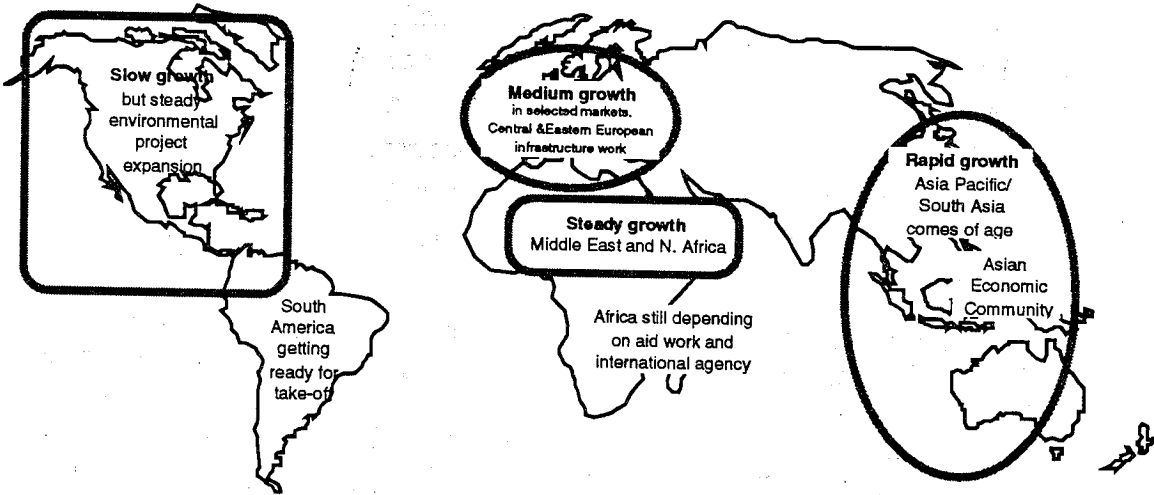 Slow growth
but steady
environmental
project
expansion
South
America
getting
ready for
take-off
Medium growth
in selected markets.
Central &Eastern European
infrastructure work
Steady growth
Middle East and N. Africa
Africa still depending
on aid work and
international agency
Rapid growth
Asia Pacific/
South Asia
comes of age
Asian
Economic
Community